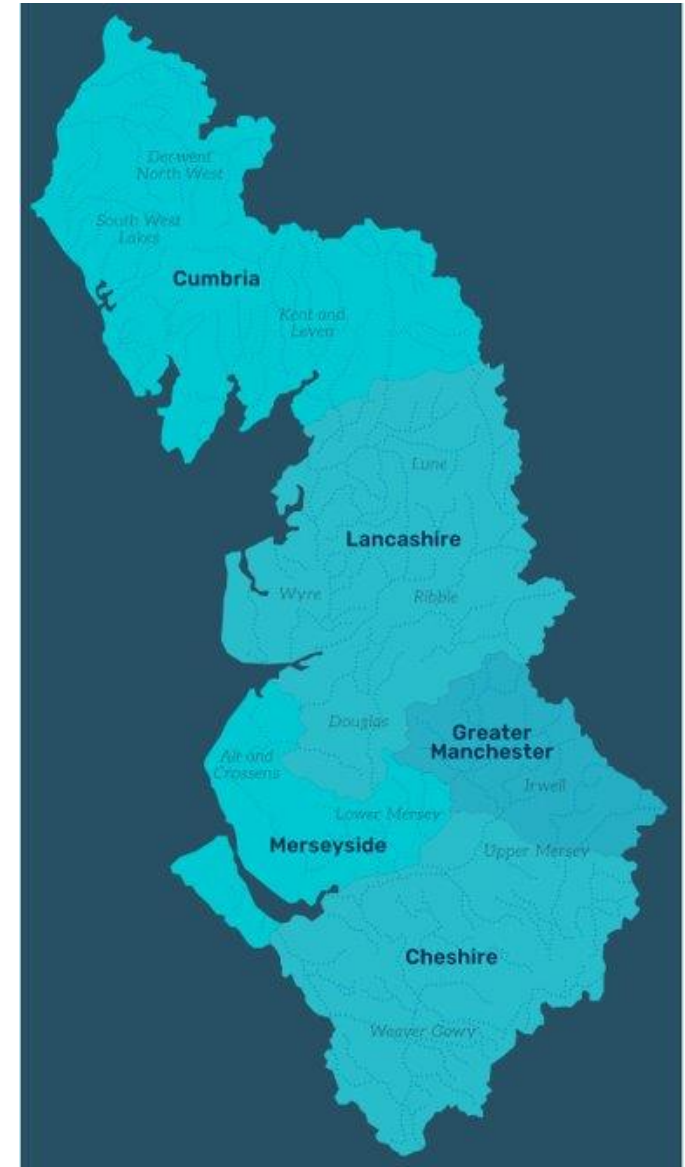 Derwent
North West
South West
Lakes
Cumbria
Kent and
Leven
Lune
Lancashire
Wyre
Ribble
Douglas
Greater
Manchester
Alt and
Crossens
Irwell
Lower Mersey
Merseyside
Upper Mersey
Cheshire
Weaver Gowy